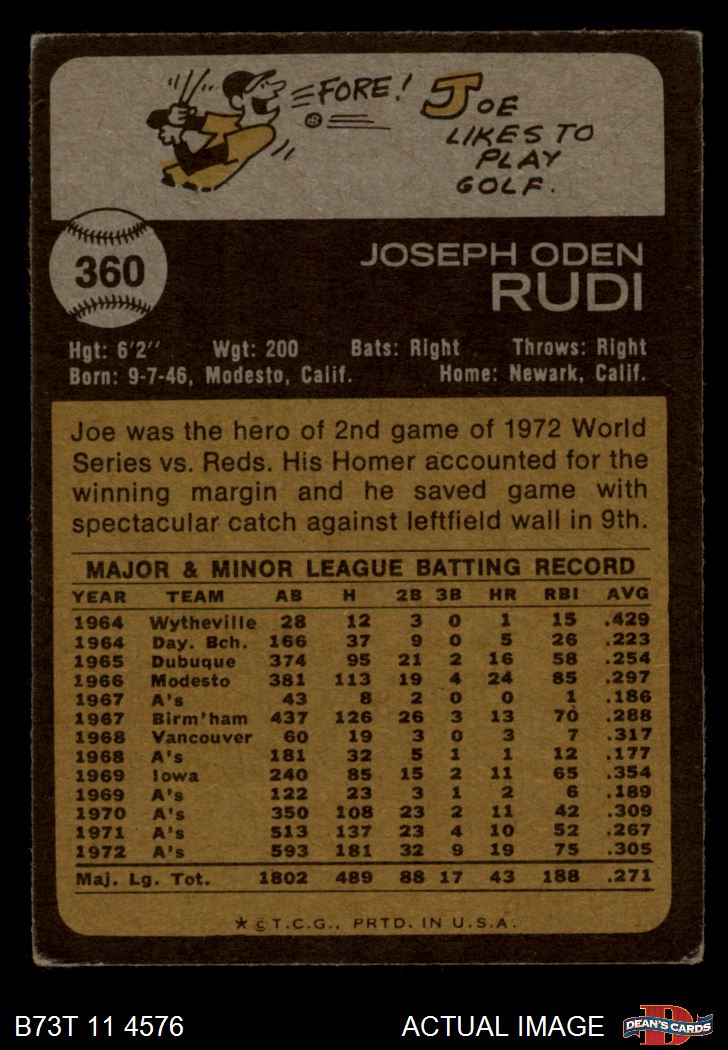 FORE!
JOE
LIKES TO
PLAY
GOLF.
360
JOSEPH ODEN
RUDI
Hgt: 6'2" Wgt: 200 Bats: Right Throws: Right
Born: 9-7-46, Modesto, Calif. Home: Newark, Calif.
Joe was the hero of 2nd game of 1972 World
Series vs. Reds. His Homer accounted for the
winning margin and he saved game with
spectacular catch against leftfield wall in 9th.
MAJOR & MINOR LEAGUE BATTING RECORD
YEAR TEAM AB H 2B 3B HR RBI AVG
1964 Wytheville 28 12 3 0 1 15 .429
1964 Day. Bch. 166 37 9 0 5 26 .223
1965 Dubuque 374 95 21 2 16 58 .254
1966 Modesto 381 113 19 4 24 85 .297
1967 A's 43 8 2 0 0 1 .186
1967 Birm'ham 437 126 26 3 13 70 .288
1968 Vancouver 60 19 3 0 3 7 .317
1968 A's 181 32 5 1 1 12 .177
1969 Iowa 240 85 15 2 11 65 .354
1969 A's 122 23 3 1 2 6 .189
1970 A's 350 108 23 2 11 42 .309
1971 A's 513 137 23 4 10 52 .267
1972 A's 593 181 32 9 19 75 .305
Maj. Lg. Tot. 1802 489 88 17 43 188 .271
★ © T.C.G., PRTD. IN U.S.A.
B73T 11 4576 ACTUAL IMAGE
D
DEAN'S CARDS